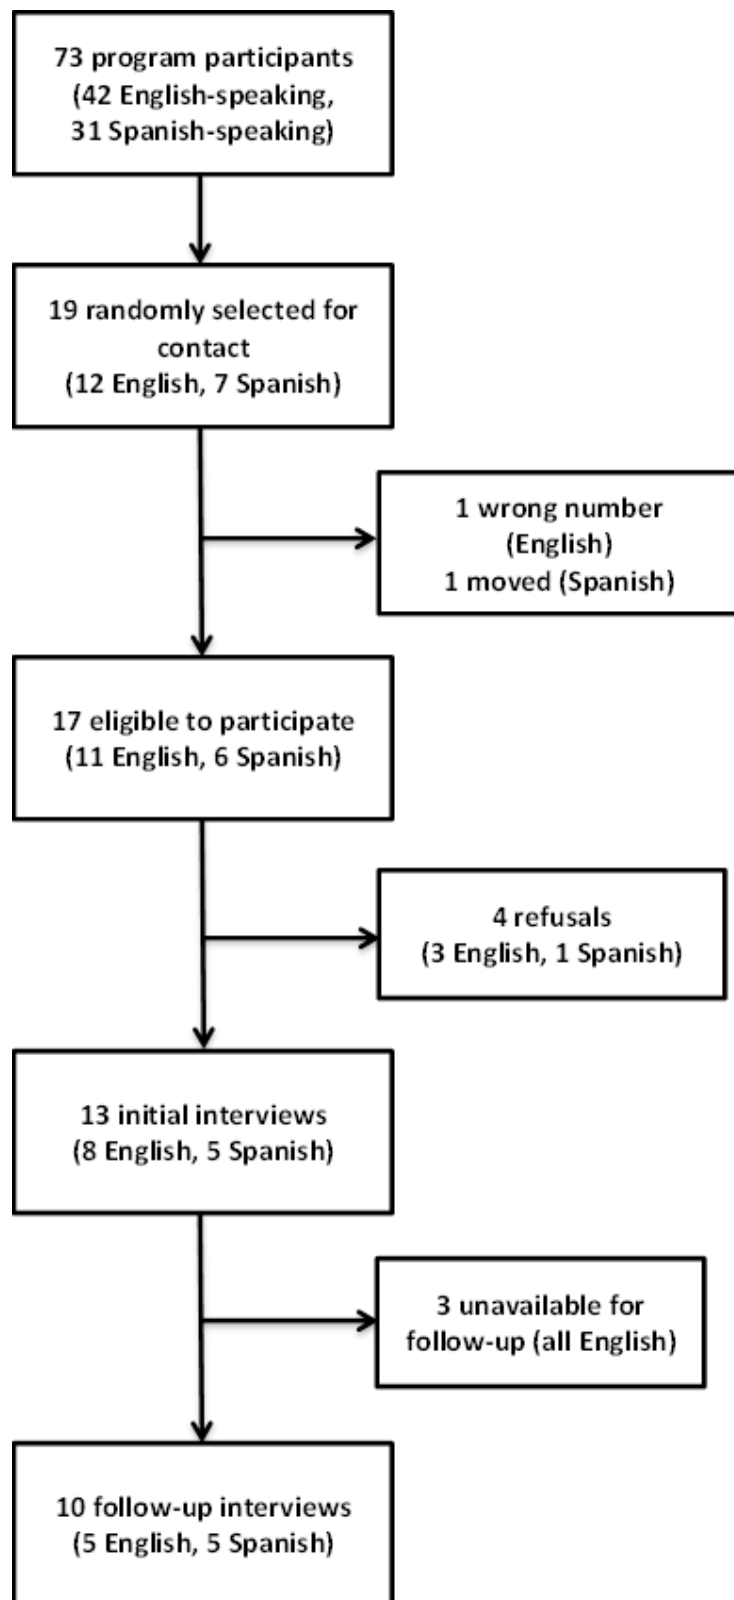 73 program participants
(42 English-speaking,
31 Spanish-speaking)
19 randomly selected for
contact
(12 English, 7 Spanish)
1 wrong number
(English)
1 moved (Spanish)
17 eligible to participate
(11 English, 6 Spanish)
4 refusals
(3 English, 1 Spanish)
13 initial interviews
(8 English, 5 Spanish)
3 unavailable for
follow-up (all English)
10 follow-up interviews
(5 English, 5 Spanish)